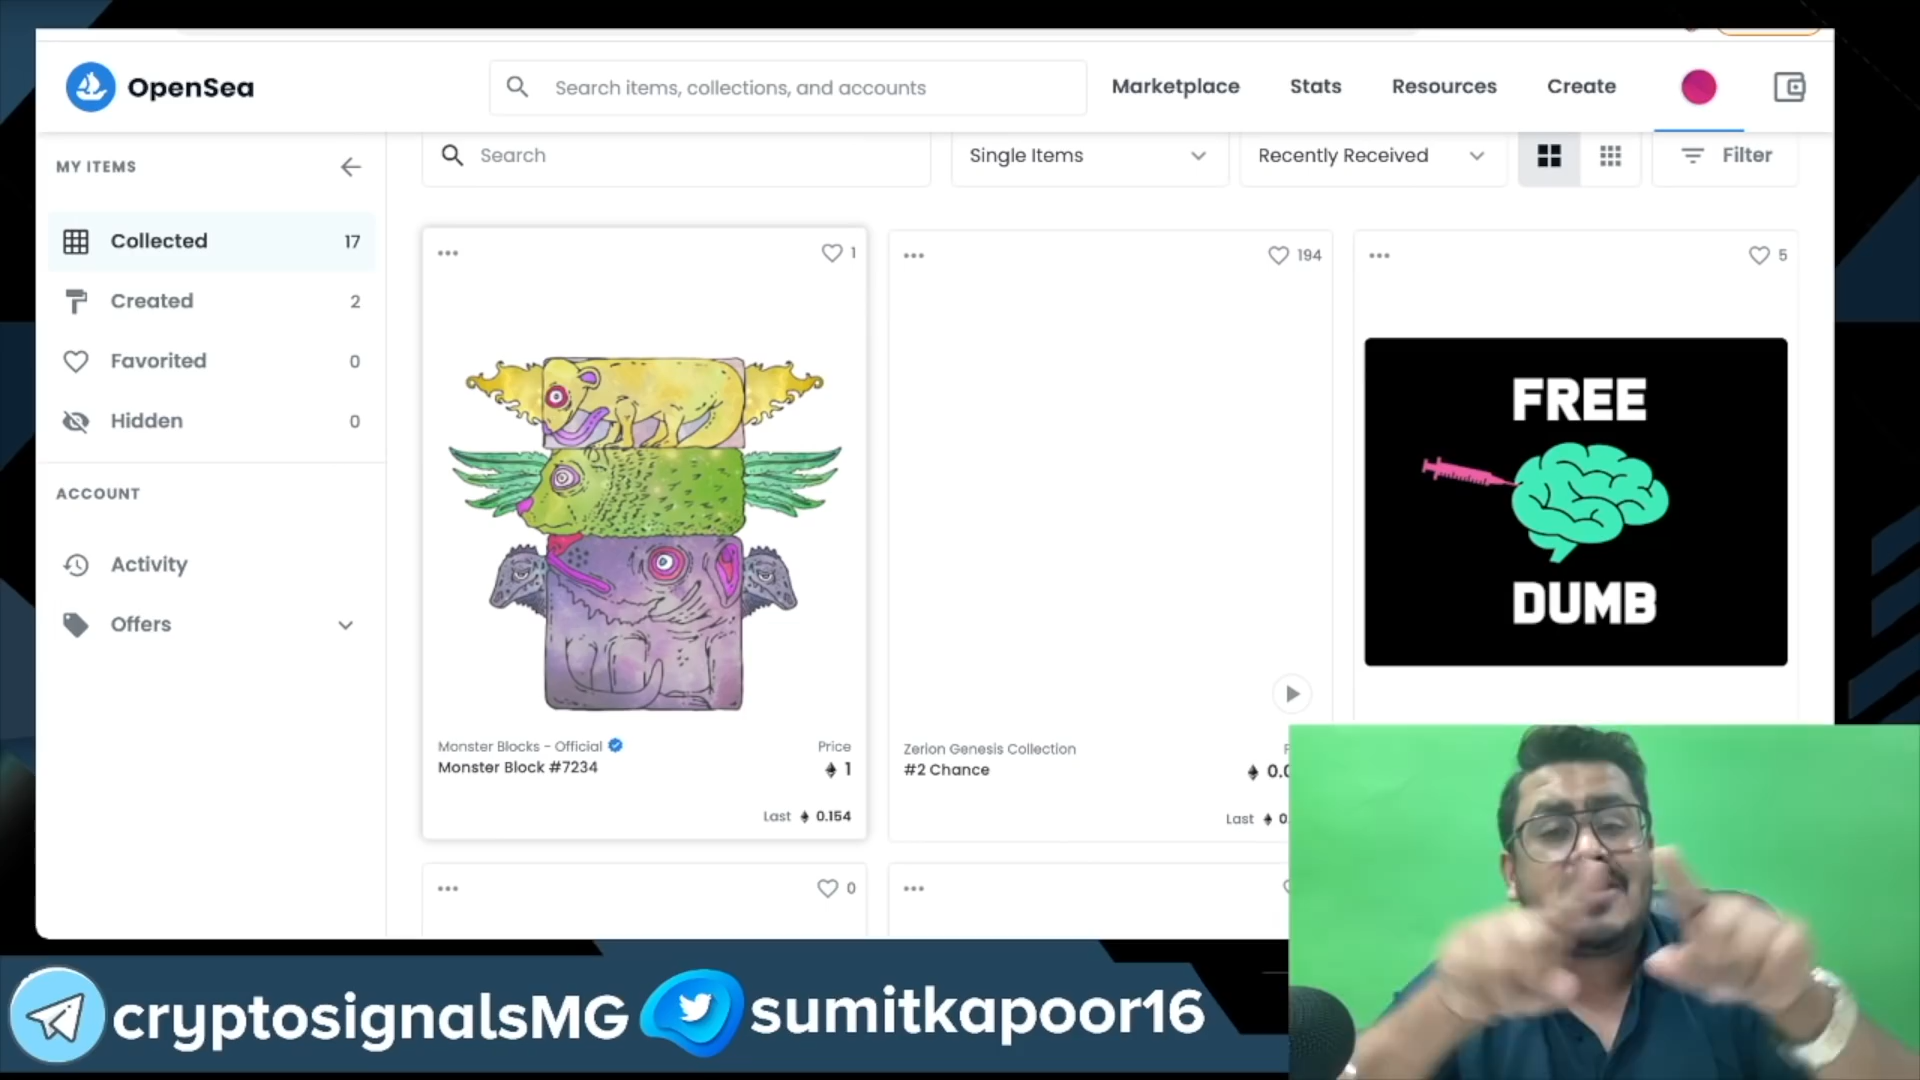 OpenSea
Search items, collections, and accounts
Marketplace
Stats
Resources
Create
MY ITEMS
Search
Single Items
Recently Received
Filter
Collected 17
Created 2
Favorited 0
Hidden 0
ACCOUNT
Activity
Offers
1
194
5
FREE
DUMB
Monster Blocks - Official
Monster Block #7234
Price
1
Last 0.154
Zerion Genesis Collection
#2 Chance
Last
0
cryptosignalsMG
sumitkapoor16